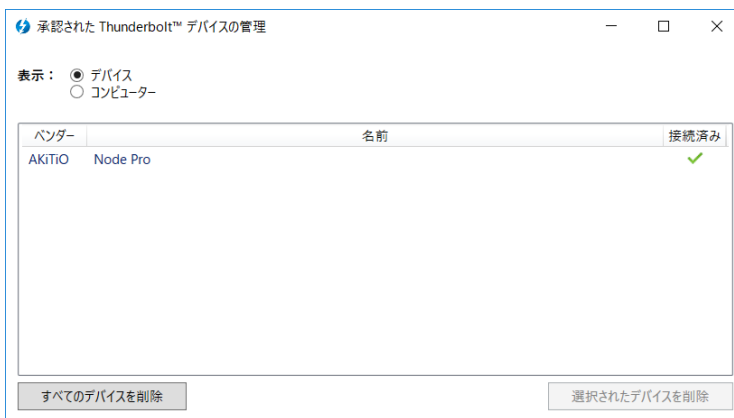 承認された Thunderbolt™ デバイスの管理
表示： デバイス
コンピューター
ベンダー 名前 接続済み
AKiTiO Node Pro
すべてのデバイスを削除 選択されたデバイスを削除